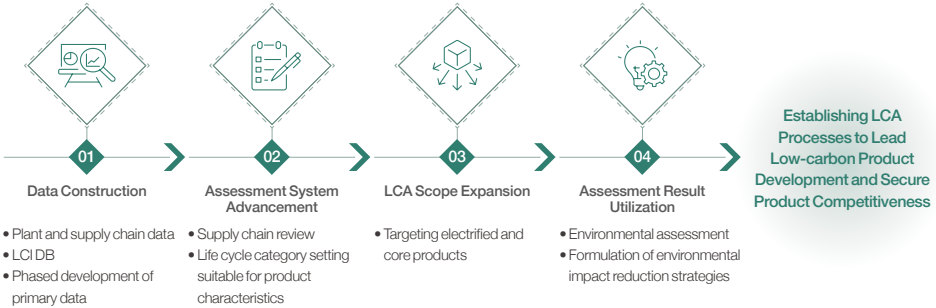 01
Data Construction
• Plant and supply chain data
• LCI DB
• Phased development of
primary data
02
Assessment System
Advancement
• Supply chain review
• Life cycle category setting
suitable for product
characteristics
03
LCA Scope Expansion
• Targeting electrified and
core products
04
Assessment Result
Utilization
• Environmental assessment
• Formulation of environmental
impact reduction strategies
Establishing LCA
Processes to Lead
Low-carbon Product
Development and Secure
Product Competitiveness